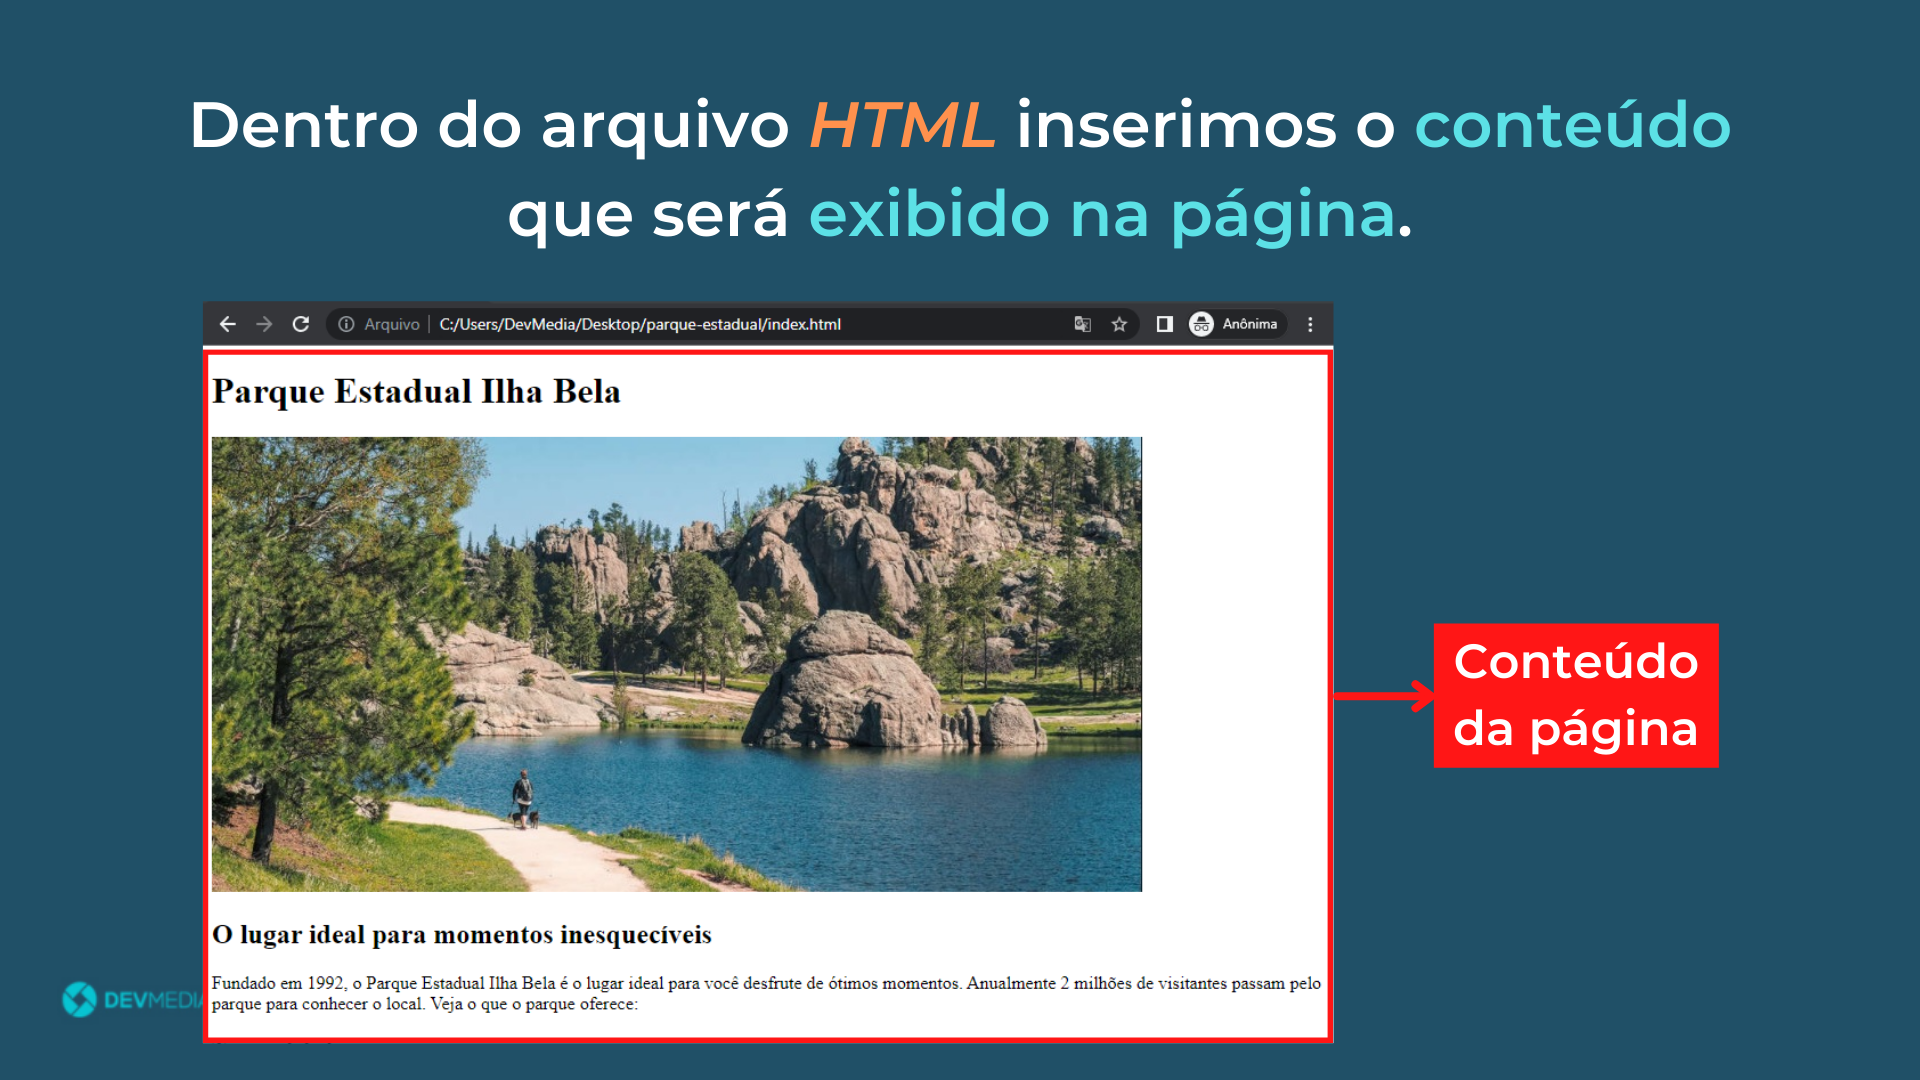 Dentro do arquivo HTML inserimos o conteúdo
que será exibido na página.
Arquivo | C:/Users/DevMedia/Desktop/parque-estadual/index.html
Anônima
Parque Estadual Ilha Bela
Conteúdo
da página
O lugar ideal para momentos inesquecíveis
Fundado em 1992, o Parque Estadual Ilha Bela é o lugar ideal para você desfrute de ótimos momentos. Anualmente 2 milhões de visitantes passam pelo
parque para conhecer o local. Veja o que o parque oferece:
DEVMEDIA